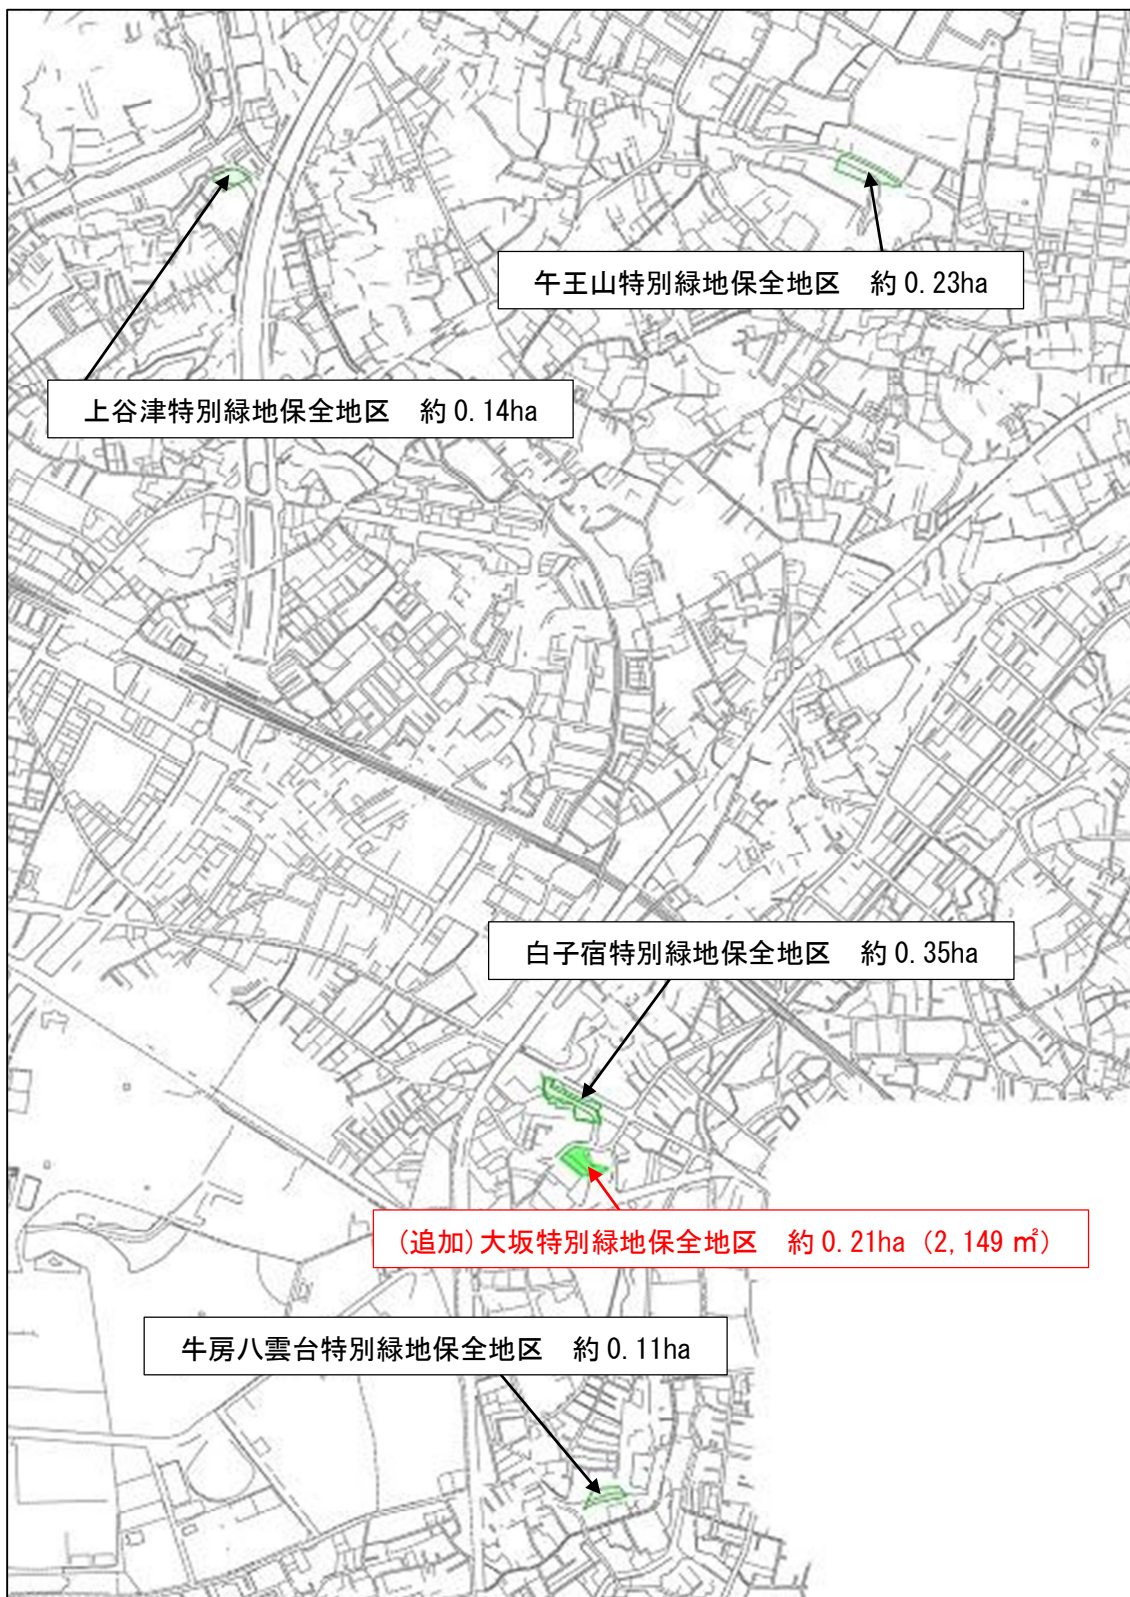 午王山特別緑地保全地区　約 0.23ha
上谷津特別緑地保全地区　約 0.14ha
白子宿特別緑地保全地区　約 0.35ha
(追加)大坂特別緑地保全地区　約 0.21ha（2,149 ㎡）
牛房八雲台特別緑地保全地区　約 0.11ha